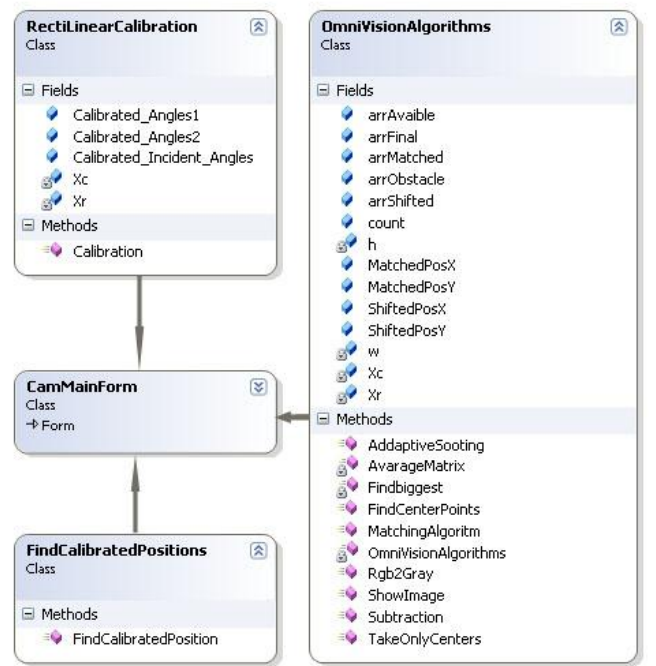 RectiLinearCalibration
Class
Fields
Calibrated_Angles1
Calibrated_Angles2
Calibrated_Incident_Angles
Xc
Xr
Methods
Calibration
CamMainForm
Class
Form
FindCalibratedPositions
Class
Methods
FindCalibratedPosition
OmniVisionAlgorithms
Class
Fields
arrAvaible
arrFinal
arrMatched
arrObstacle
arrShifted
count
h
MatchedPosX
MatchedPosY
ShiftedPosX
ShiftedPosY
w
Xc
Xr
Methods
AddaptiveSooting
AvarageMatrix
Findbiggest
FindCenterPoints
MatchingAlgoritm
OmniVisionAlgorithms
Rgb2Gray
ShowImage
Subtraction
TakeOnlyCenters